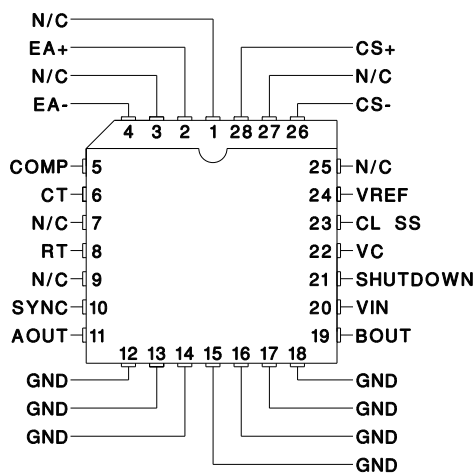 N/C
EA+ CS+
N/C N/C
EA- CS-
4 3 2 1 28 27 26
COMP 5 25 N/C
CT 6 24 VREF
N/C 7 23 CL SS
RT 8 22 VC
N/C 9 21 SHUTDOWN
SYNC 10 20 VIN
AOUT 11 19 BOUT
12 13 14 15 16 17 18
GND GND
GND GND
GND GND
GND